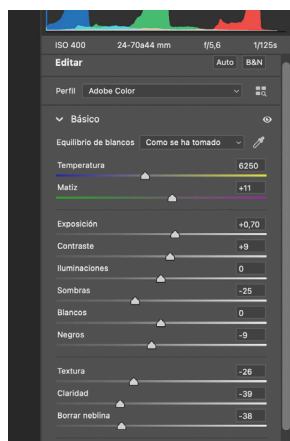 ISO 400 24-70a44 mm f/5,6 1/125s
Editar Auto B&N
Perfil Adobe Color
Básico
Equilibrio de blancos Como se ha tomado
Temperatura 6250
Matiz +11
Exposición +0,70
Contraste +9
Iluminaciones 0
Sombras -25
Blancos 0
Negros -9
Textura -26
Claridad -39
Borrar neblina -38